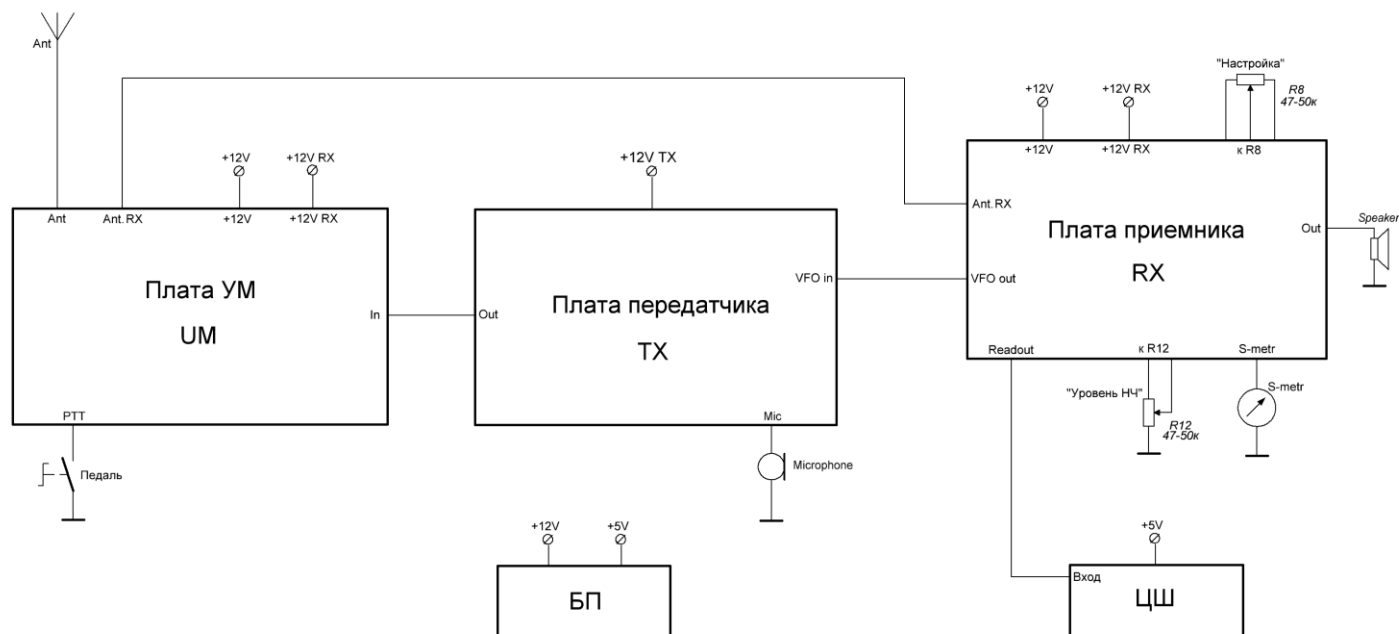 Ant
"Настройка"
R8
47-50к
+12V
+12V RX
+12V
+12V RX
к R8
+12V
+12V RX
+12V TX
Ant
Ant.RX
+12V
+12V RX
Ant.RX
Плата приемника
RX
Out
Speaker
Плата УМ
UM
In
Out
Плата передатчика
TX
VFO in
VFO out
Readout
к R12
S-metr
"Уровень НЧ"
R12
47-50к
S-metr
PTT
Педаль
Mic
Microphone
+12V
+5V
БП
+5V
Вход
ЦШ